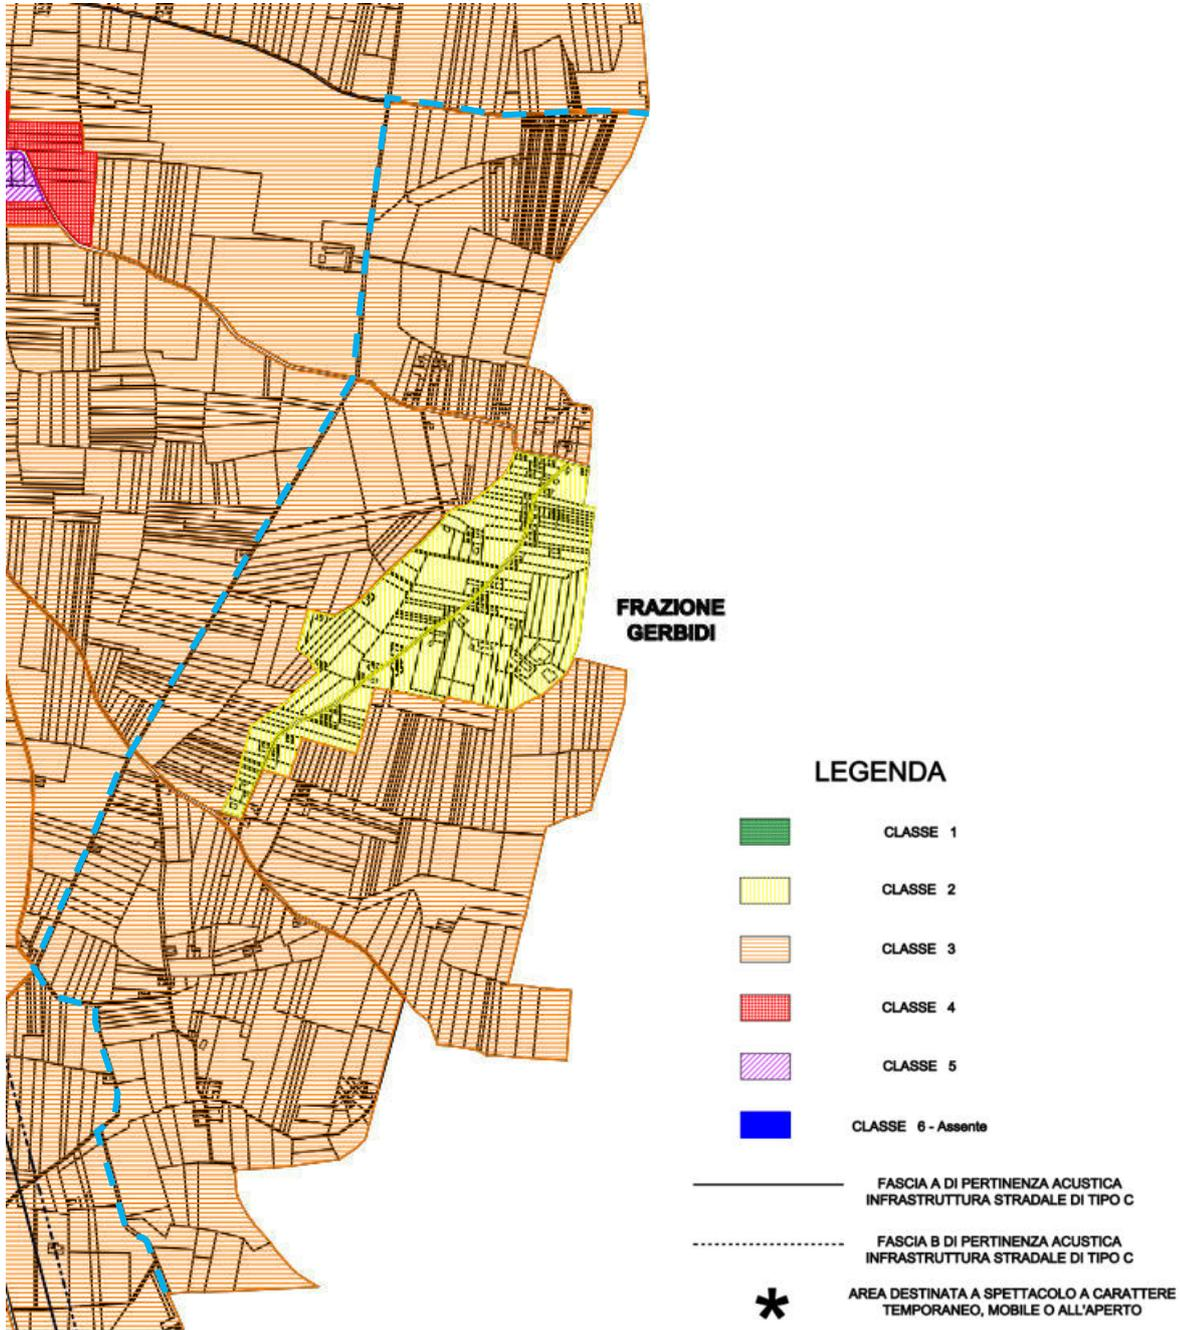 FRAZIONE
GERBIDI
LEGENDA
CLASSE 1
CLASSE 2
CLASSE 3
CLASSE 4
CLASSE 5
CLASSE 6 - Assente
FASCIA A DI PERTINENZA ACUSTICA
INFRASTRUTTURA STRADALE DI TIPO C
FASCIA B DI PERTINENZA ACUSTICA
INFRASTRUTTURA STRADALE DI TIPO C
AREA DESTINATA A SPETTACOLO A CARATTERE
TEMPORANEO, MOBILE O ALL'APERTO